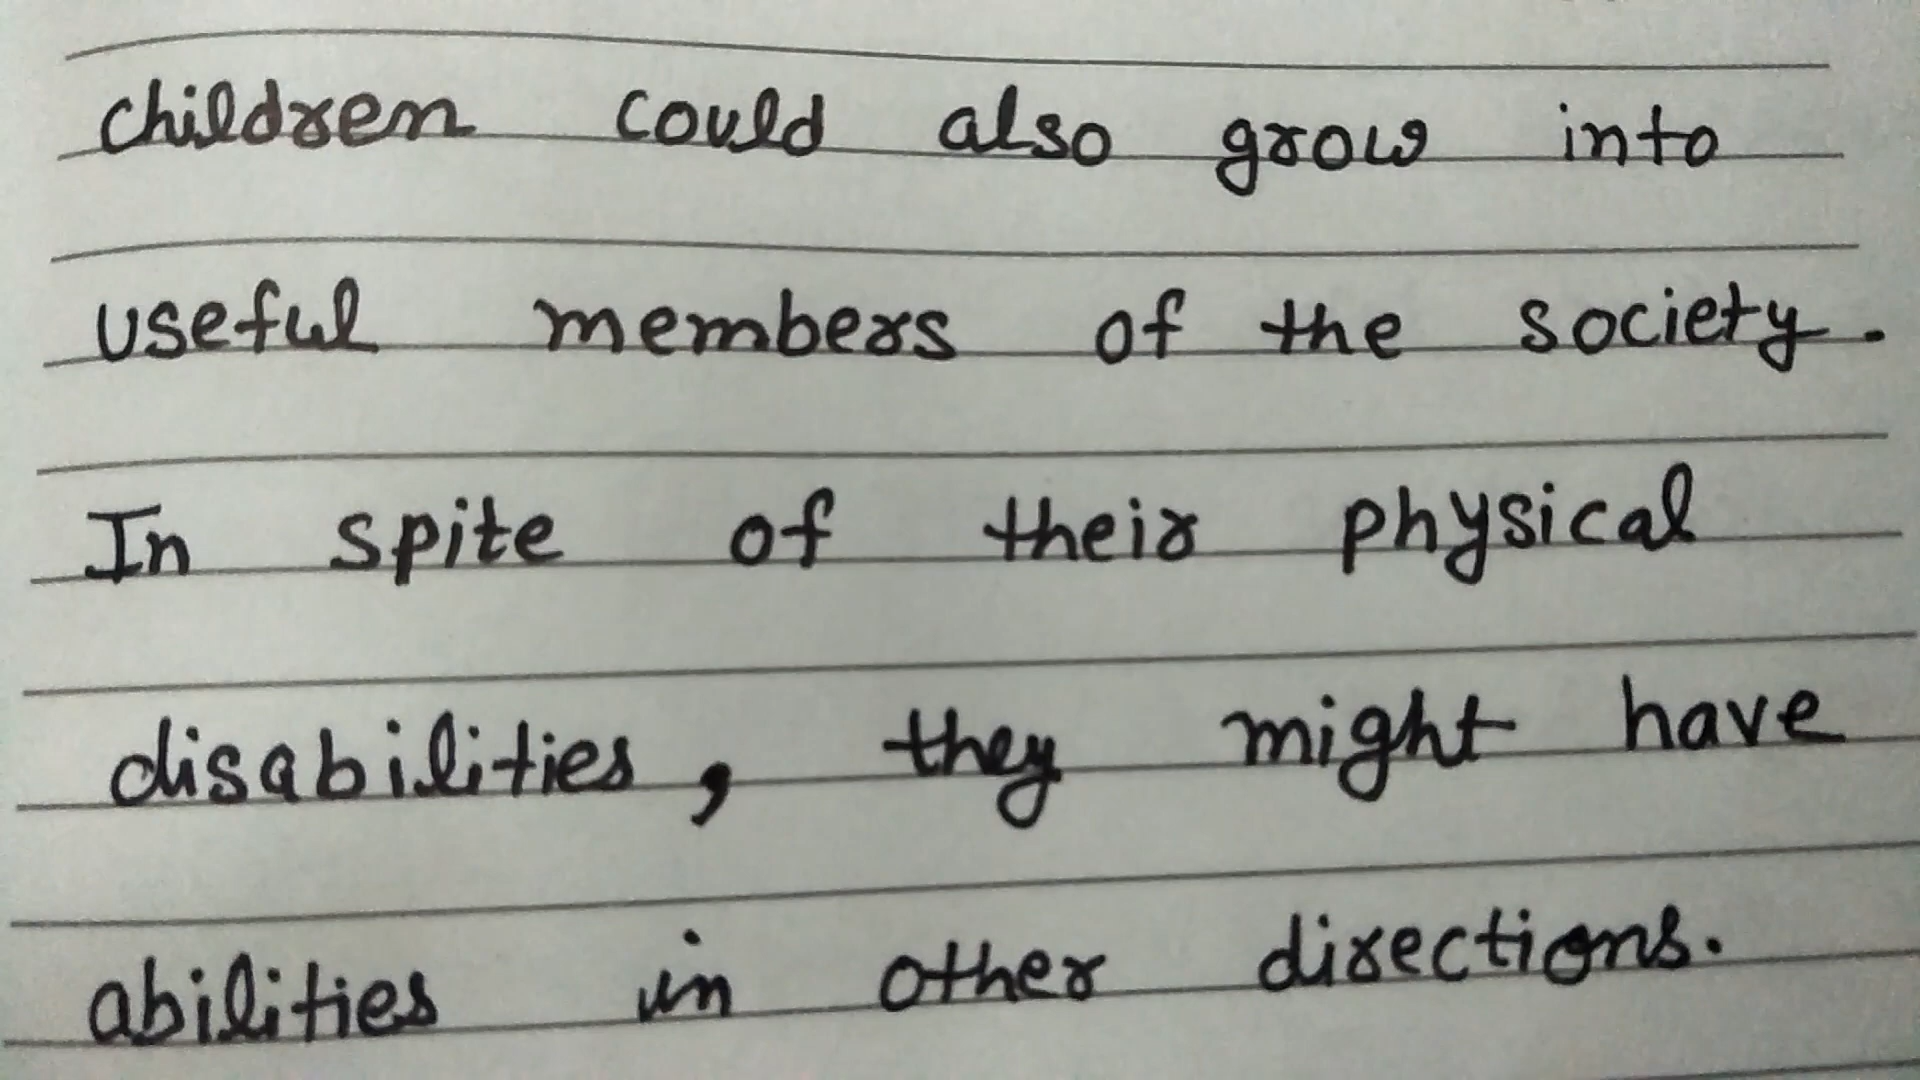 children could also grow into
useful members of the society.
In spite of their physical
disabilities, they might have
abilities in other directions.